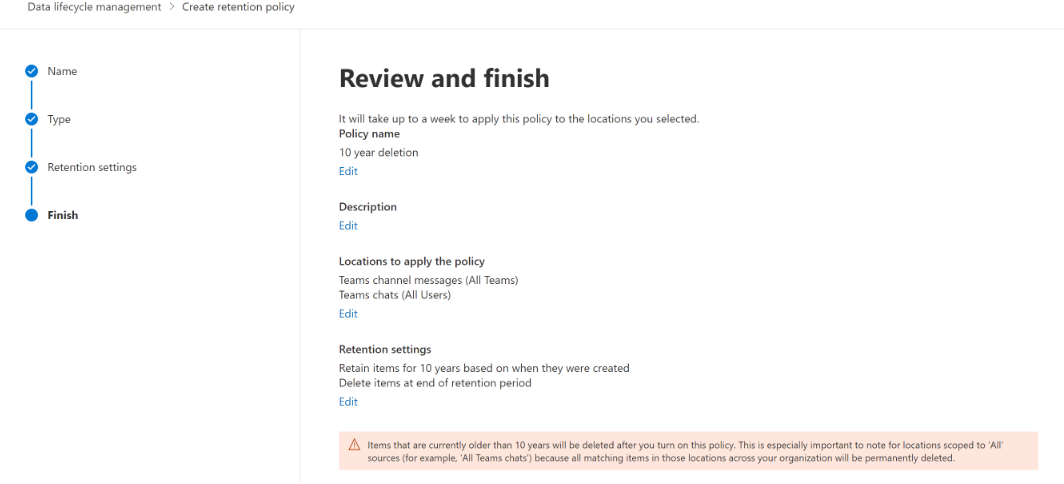 Data lifecycle management > Create retention policy
Name
Type
Retention settings
Finish
Review and finish
It will take up to a week to apply this policy to the locations you selected.
Policy name
10 year deletion
Edit
Description
Edit
Locations to apply the policy
Teams channel messages (All Teams)
Teams chats (All Users)
Edit
Retention settings
Retain items for 10 years based on when they were created
Delete items at end of retention period
Edit
Items that are currently older than 10 years will be deleted after you turn on this policy. This is especially important to note for locations scoped to 'All'
sources (for example, 'All Teams chats') because all matching items in those locations across your organization will be permanently deleted.